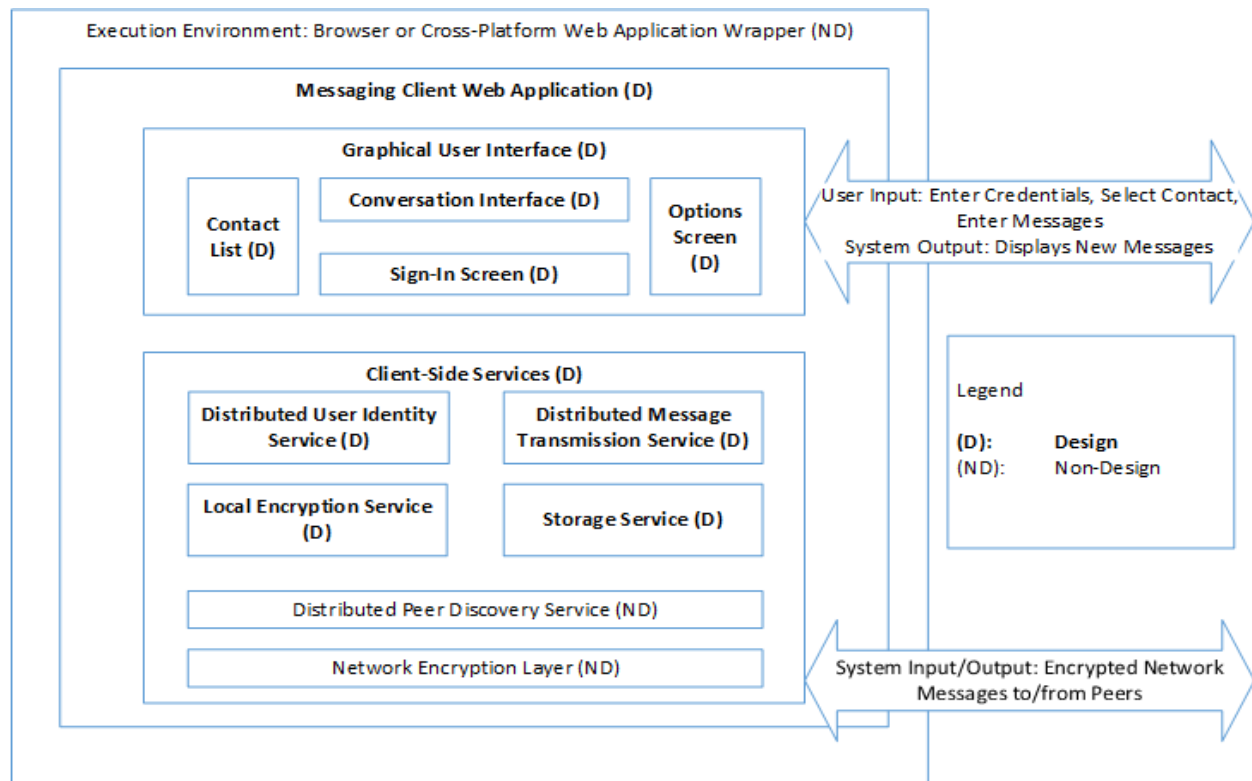 Execution Environment: Browser or Cross-Platform Web Application Wrapper (ND)
Messaging Client Web Application (D)
Graphical User Interface (D)
Contact
List (D)
Conversation Interface (D)
Sign-In Screen (D)
Options
Screen
(D)
User Input: Enter Credentials, Select Contact,
Enter Messages
System Output: Displays New Messages
Client-Side Services (D)
Distributed User Identity
Service (D)
Distributed Message
Transmission Service (D)
Local Encryption Service
(D)
Storage Service (D)
Distributed Peer Discovery Service (ND)
Network Encryption Layer (ND)
Legend
(D): Design
(ND): Non-Design
System Input/Output: Encrypted Network
Messages to/from Peers